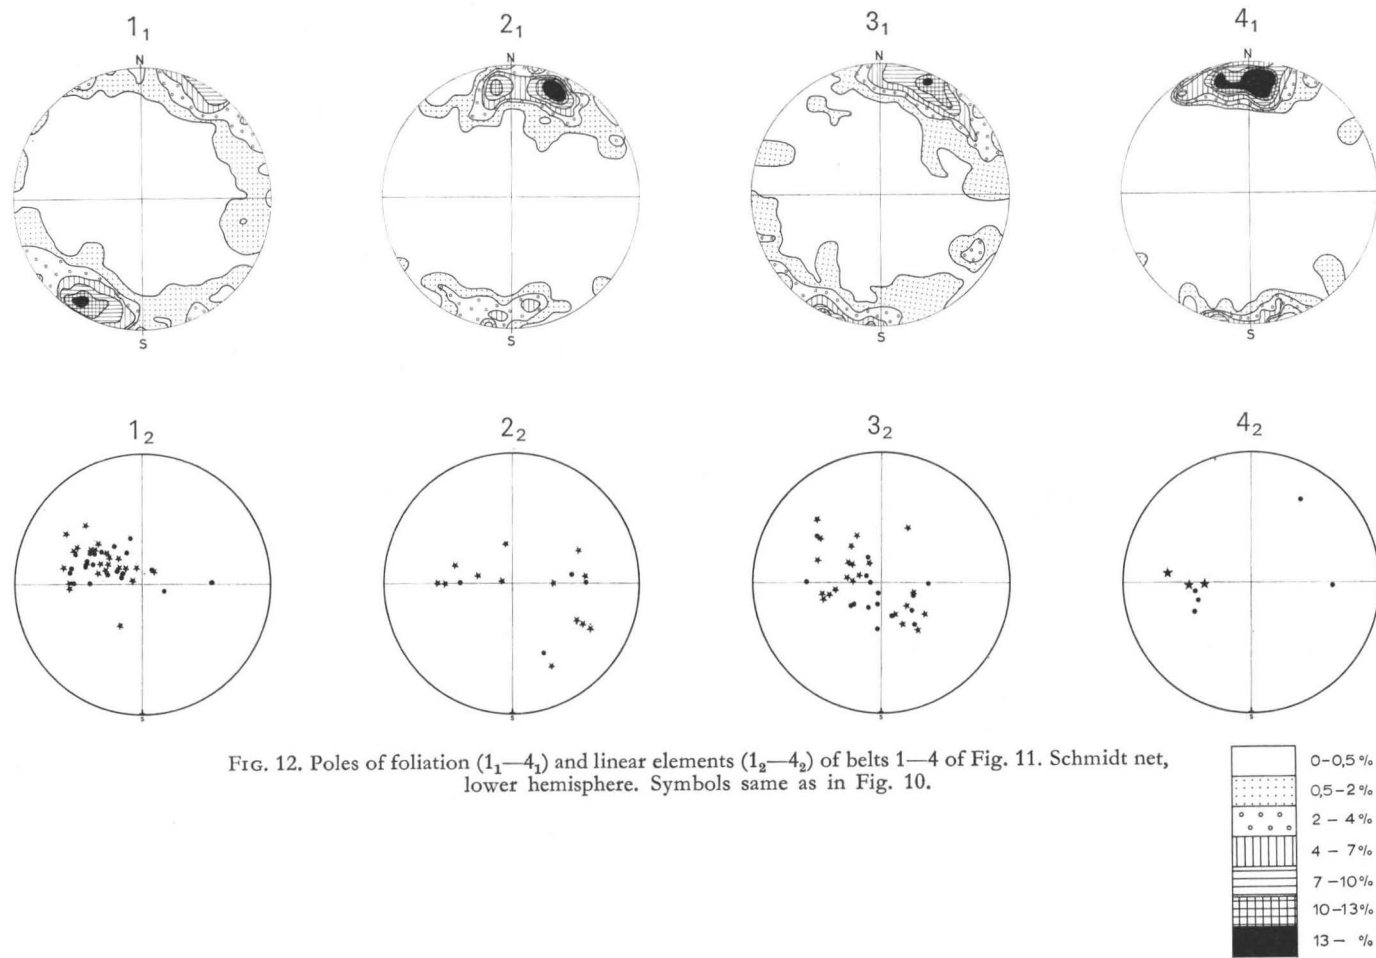 1₁ 2₁ 3₁ 4₁
N N N N
S S S S
1₂ 2₂ 3₂ 4₂
S S S S
FIG. 12. Poles of foliation (1₁—4₁) and linear elements (1₂—4₂) of belts 1—4 of Fig. 11. Schmidt net,
lower hemisphere. Symbols same as in Fig. 10.
0-0,5%
0,5-2%
2 - 4%
4 - 7%
7 -10%
10-13%
13 - %